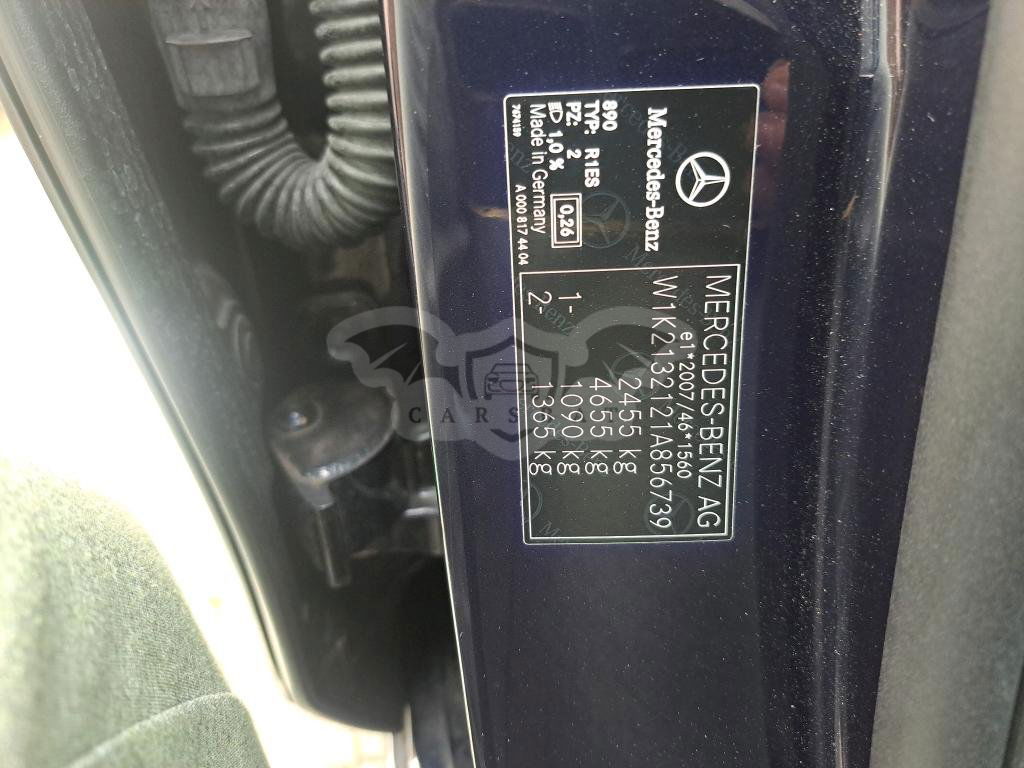 Mercedes-Benz
890
TYP: R1ES
PZ: 2
1,0 %
0,26
Made in Germany
A 000 817 44 04
MERCEDES-BENZ AG
e1*2007/46*1560
W1K2132121A856739
2455 kg
4655 kg
1- 1090 kg
2- 1365 kg